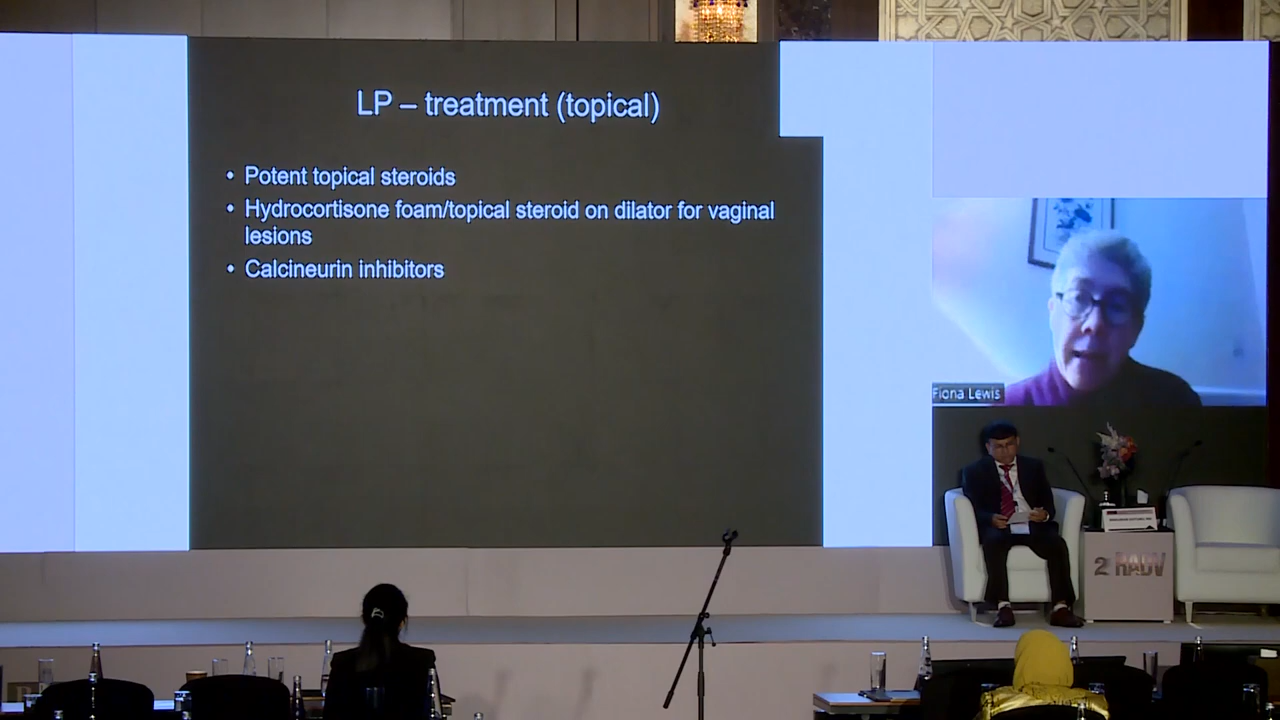 LP – treatment (topical)
• Potent topical steroids
• Hydrocortisone foam/topical steroid on dilator for vaginal
lesions
• Calcineurin inhibitors
Fiona Lewis
2 RADV